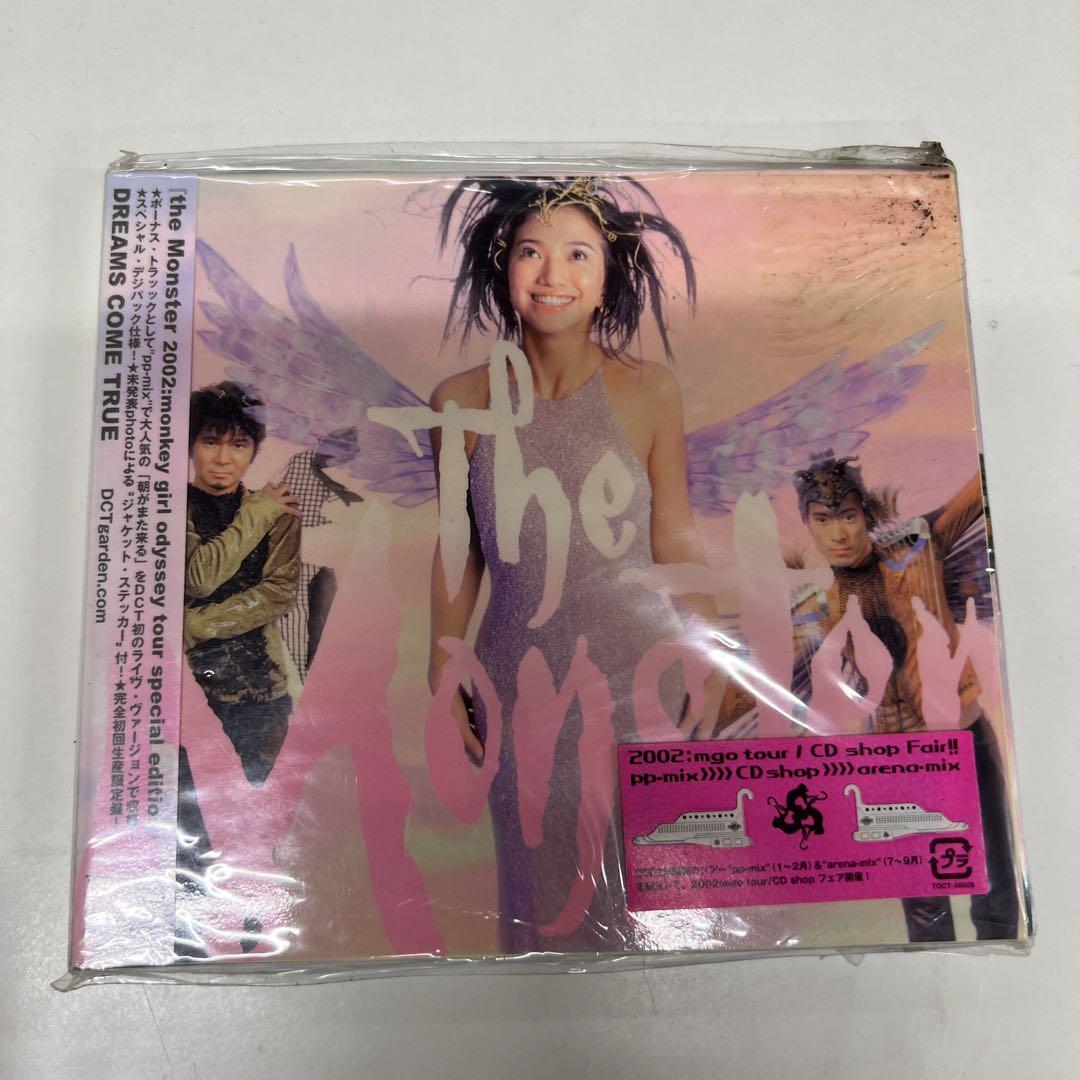 『the Monster 2002:monkey girl odyssey tour special editio
★ボーナス・トラックとして"pp-mix"で大人気の「朝がまた来る」をDCT初のライヴ・ヴァージョンで収録
★スペシャル・デジパック仕様!★未発表photoによる"ジャケット・ステッカー"付!★完全初回生産限定盤!
DREAMS COME TRUE
DCTgarden.com
The
Monster
2002:mgo tour / CD shop Fair!!
pp-mix>>>>CD shop>>>>arena-mix
ツアー"pp-mix"(1〜2月)&"arena-mix"(7〜9月)
2002:mgo tour/CD shop フェア開催!
プラ